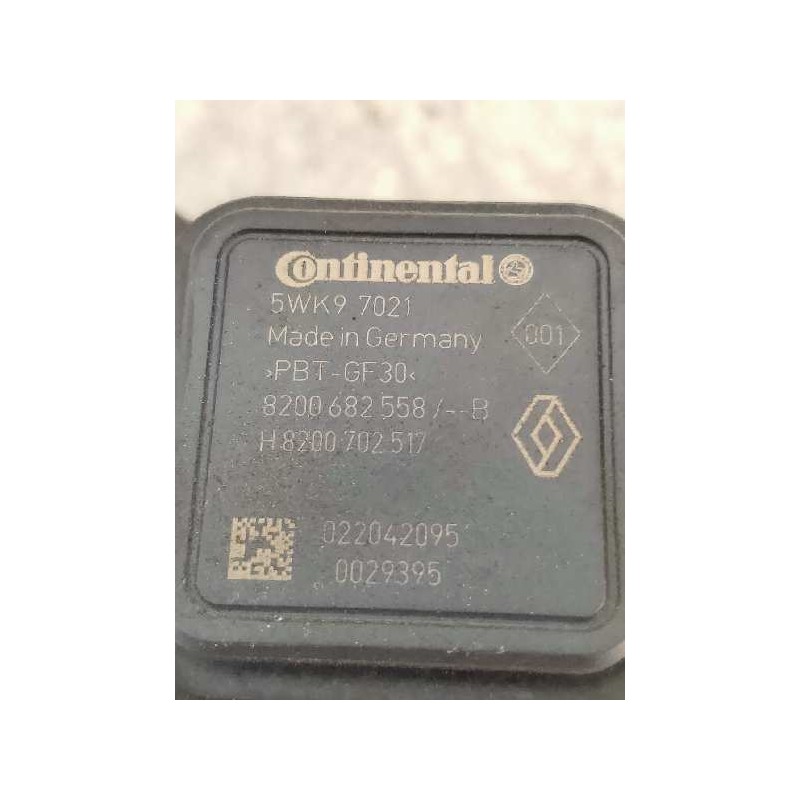 Continental
5WK9 7021
Made in Germany
001
>PBT-GF30<
8200 682 558 /--B
H 8200 702 517
022042095
0029395